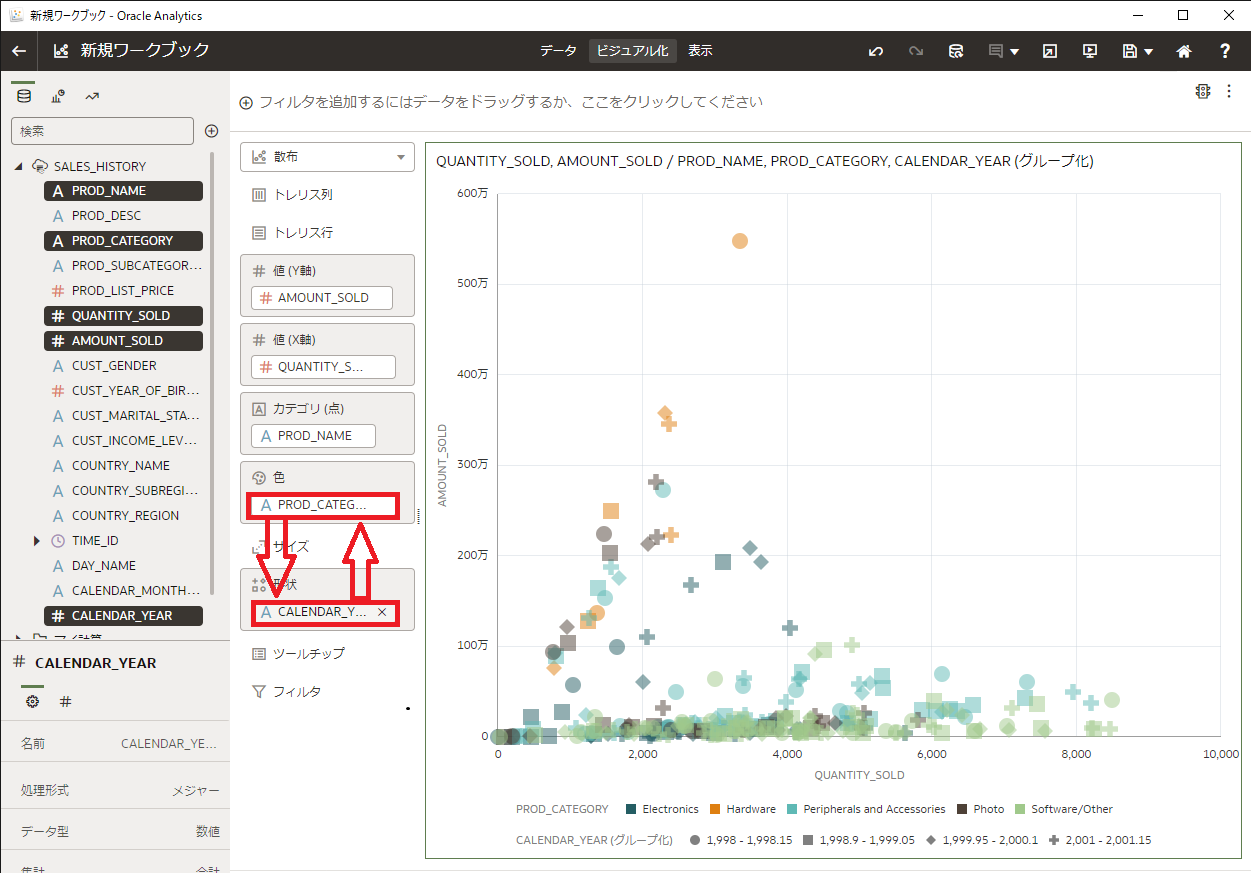 新規ワークブック - Oracle Analytics
新規ワークブック
データ
ビジュアル化
表示
?
検索
フィルタを追加するにはデータをドラッグするか、ここをクリックしてください
SALES_HISTORY
A PROD_NAME
A PROD_DESC
A PROD_CATEGORY
A PROD_SUBCATEGOR...
# PROD_LIST_PRICE
# QUANTITY_SOLD
# AMOUNT_SOLD
A CUST_GENDER
# CUST_YEAR_OF_BIR...
A CUST_MARITAL_STA...
A CUST_INCOME_LEV...
A COUNTRY_NAME
A COUNTRY_SUBREGI...
A COUNTRY_REGION
TIME_ID
A DAY_NAME
A CALENDAR_MONTH...
# CALENDAR_YEAR
マイ計算
# CALENDAR_YEAR
#
名前 CALENDAR_YE...
処理形式 メジャー
データ型 数値
集計 合計
散布
トレリス列
トレリス行
# 値 (Y軸)
# AMOUNT_SOLD
# 値 (X軸)
# QUANTITY_S...
A カテゴリ (点)
A PROD_NAME
色
A PROD_CATEG...
サイズ
形状
A CALENDAR_Y... ×
ツールチップ
フィルタ
QUANTITY_SOLD, AMOUNT_SOLD / PROD_NAME, PROD_CATEGORY, CALENDAR_YEAR (グループ化)
600万
500万
400万
300万
200万
100万
0
AMOUNT_SOLD
0 2,000 4,000 6,000 8,000 10,000
QUANTITY_SOLD
PROD_CATEGORY Electronics Hardware Peripherals and Accessories Photo Software/Other
CALENDAR_YEAR (グループ化) 1,998 - 1,998.15 1,998.9 - 1,999.05 1,999.95 - 2,000.1 2,001 - 2,001.15